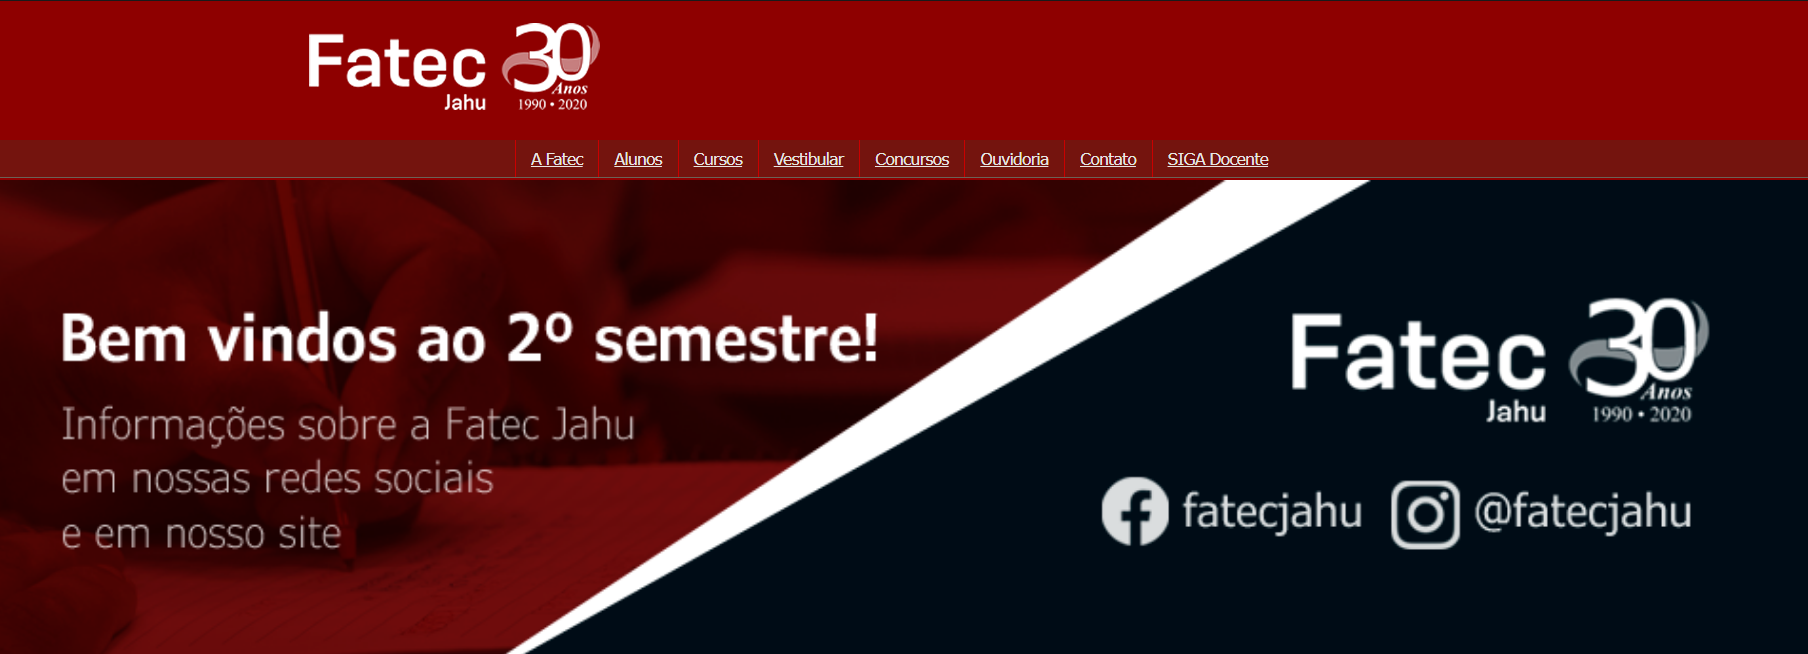 Fatec 30
Anos
Jahu 1990 • 2020
A Fatec Alunos Cursos Vestibular Concursos Ouvidoria Contato SIGA Docente
Bem vindos ao 2º semestre!
Informações sobre a Fatec Jahu
em nossas redes sociais
e em nosso site
Fatec 30
Anos
Jahu 1990 • 2020
fatecjahu @fatecjahu